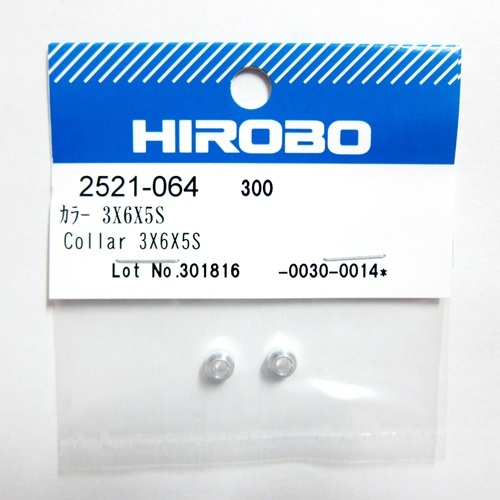 HIROBO
2521-064 300
ｶﾗｰ 3X6X5S
Collar 3X6X5S
Lot No.301816 -0030-0014*